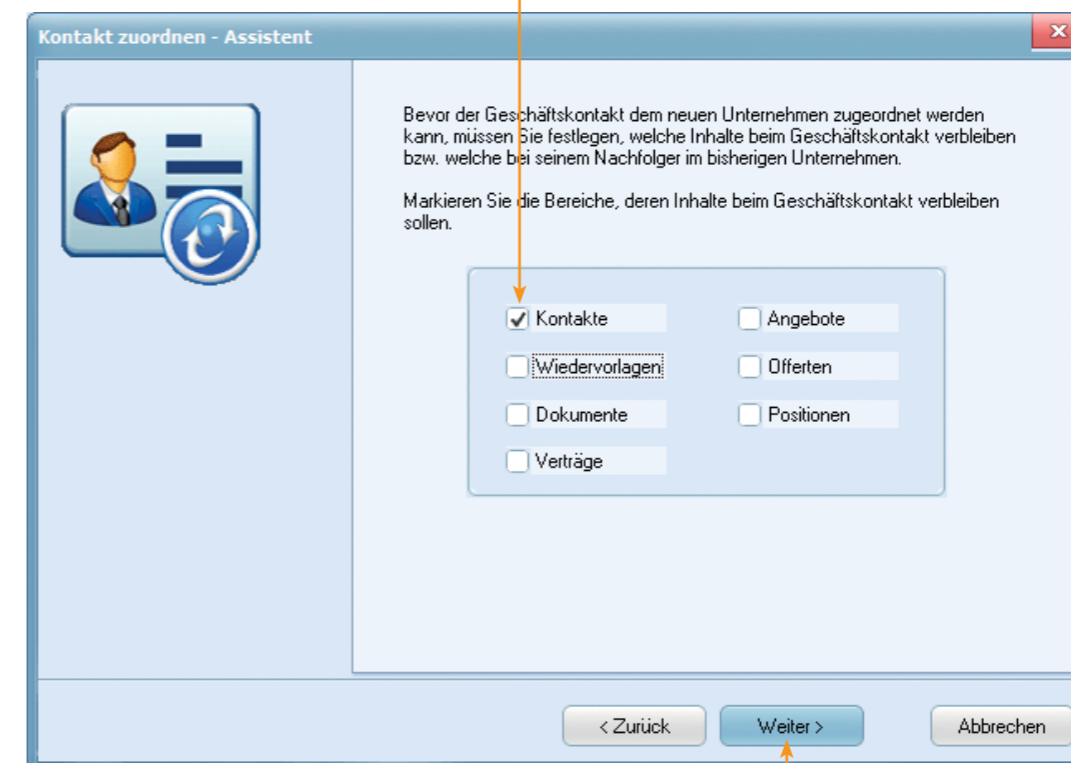 Kontakt zuordnen - Assistent
Bevor der Geschäftskontakt dem neuen Unternehmen zugeordnet werden
kann, müssen Sie festlegen, welche Inhalte beim Geschäftskontakt verbleiben
bzw. welche bei seinem Nachfolger im bisherigen Unternehmen.
Markieren Sie die Bereiche, deren Inhalte beim Geschäftskontakt verbleiben
sollen.
Kontakte
Angebote
Wiedervorlagen
Offerten
Dokumente
Positionen
Verträge
< Zurück
Weiter >
Abbrechen